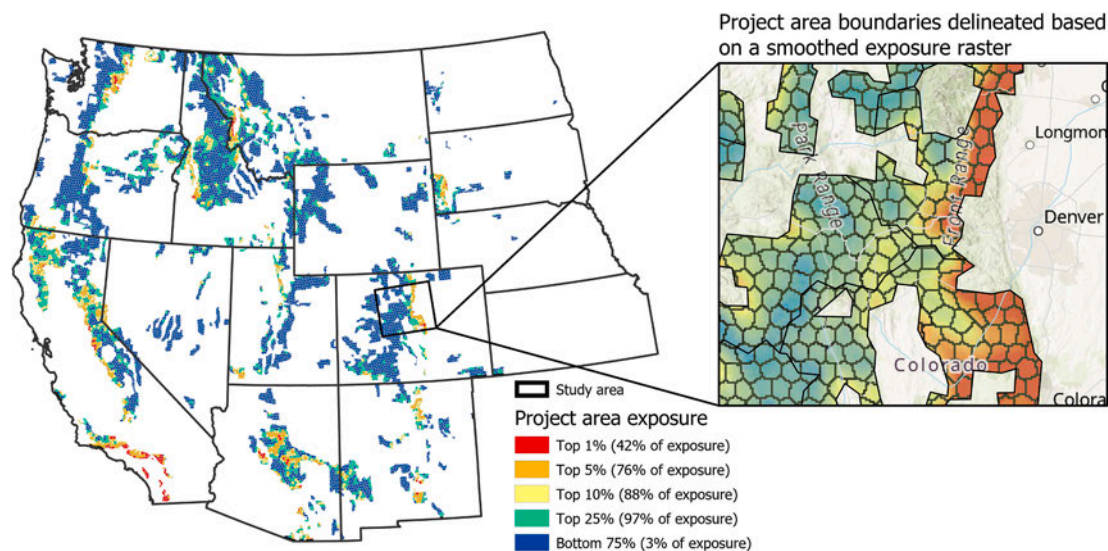 Project area boundaries delineated based
on a smoothed exposure raster
Park Range
Front Range
Longmon
Denver
Colorado
Colora
Study area
Project area exposure
Top 1% (42% of exposure)
Top 5% (76% of exposure)
Top 10% (88% of exposure)
Top 25% (97% of exposure)
Bottom 75% (3% of exposure)